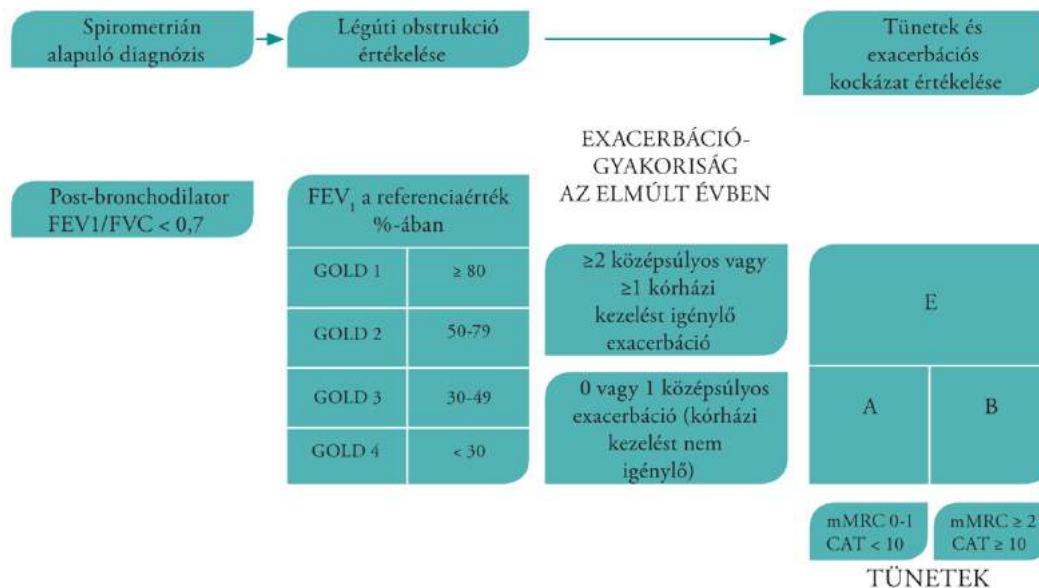 Spirometrián
alapuló diagnózis
Légúti obstrukció
értékelése
Tünetek és
exacerbációs
kockázat értékelése
EXACERBÁCIÓ-
GYAKORISÁG
AZ ELMÚLT ÉVBEN
Post-bronchodilator
FEV1/FVC < 0,7
FEV₁ a referenciaérték
%-ában
GOLD 1 ≥ 80
GOLD 2 50-79
GOLD 3 30-49
GOLD 4 < 30
≥2 középsúlyos vagy
≥1 kórházi
kezelést igénylő
exacerbáció
0 vagy 1 középsúlyos
exacerbáció (kórházi
kezelést nem
igénylő)
E
A B
mMRC 0-1
CAT < 10
mMRC ≥ 2
CAT ≥ 10
TÜNETEK